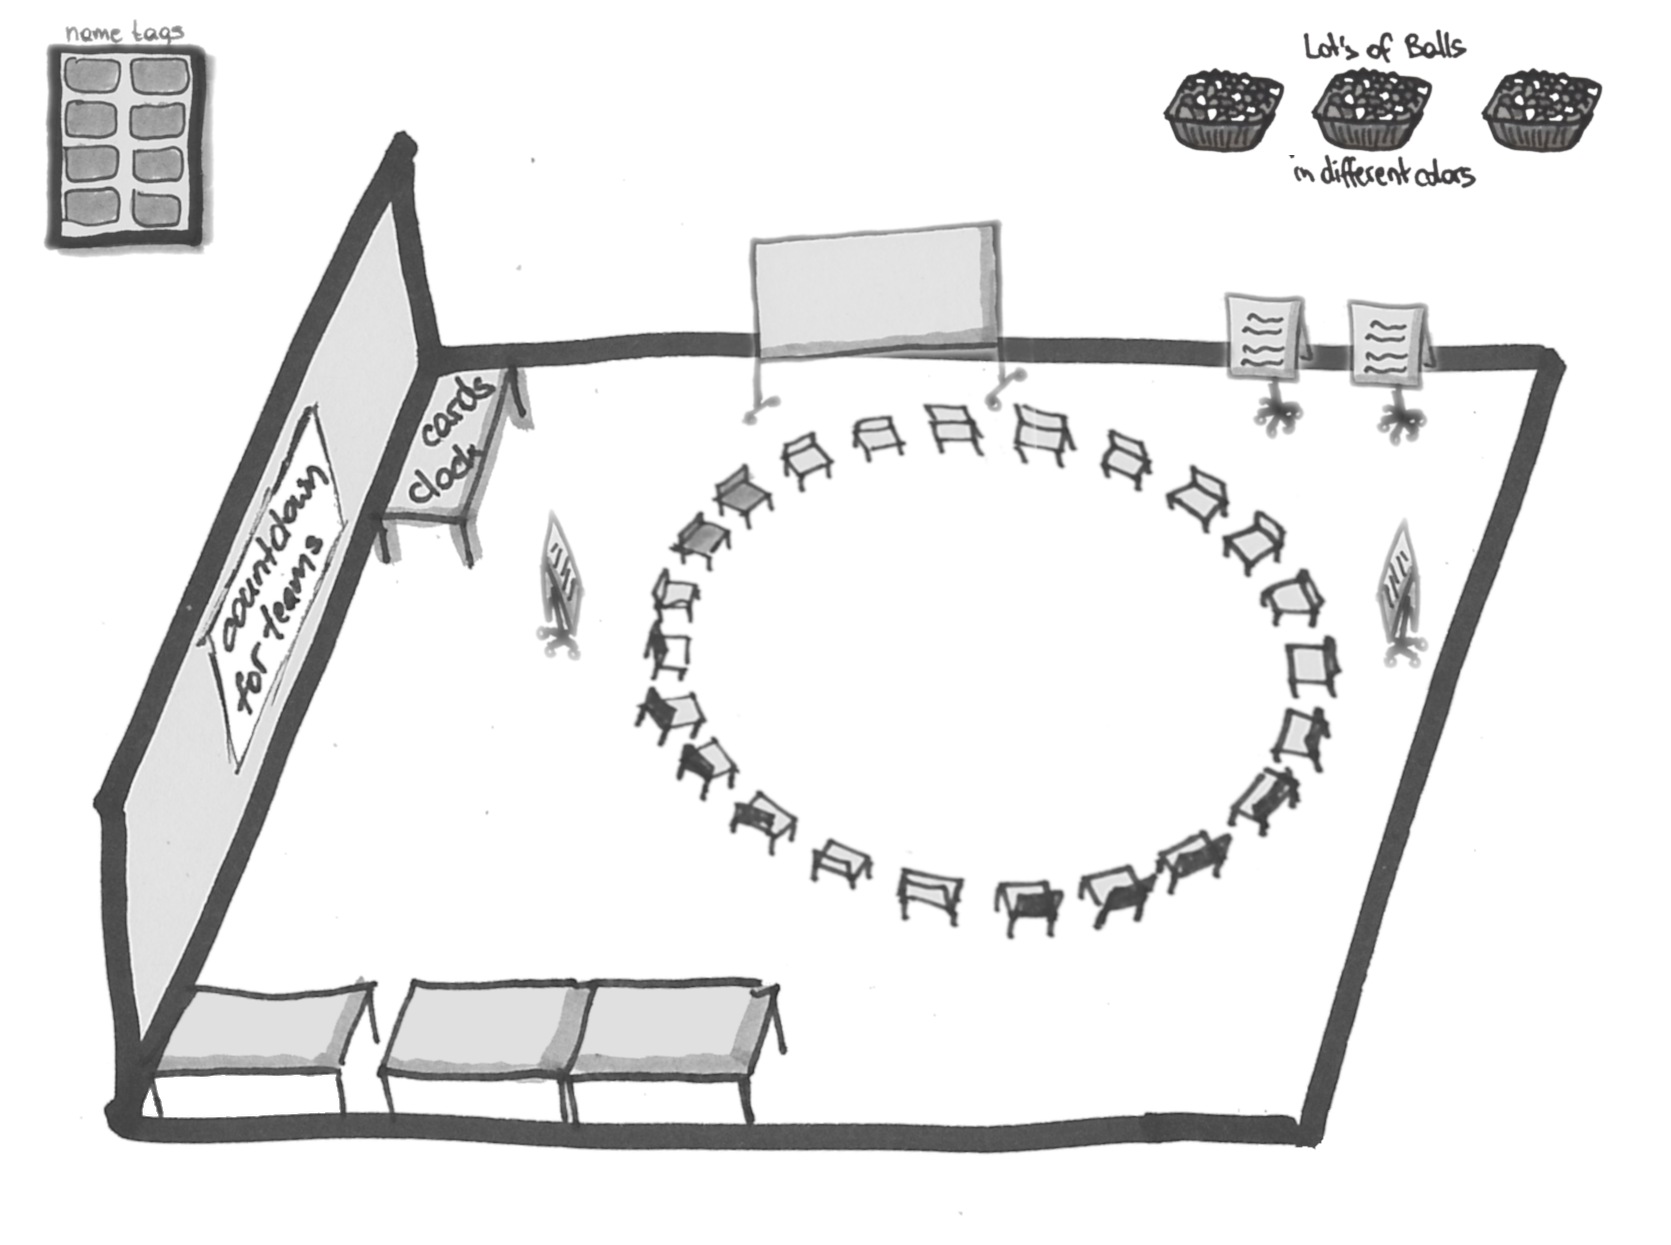 name tags
Lot's of Balls
in different colors
cards
clock
countdown
for teams